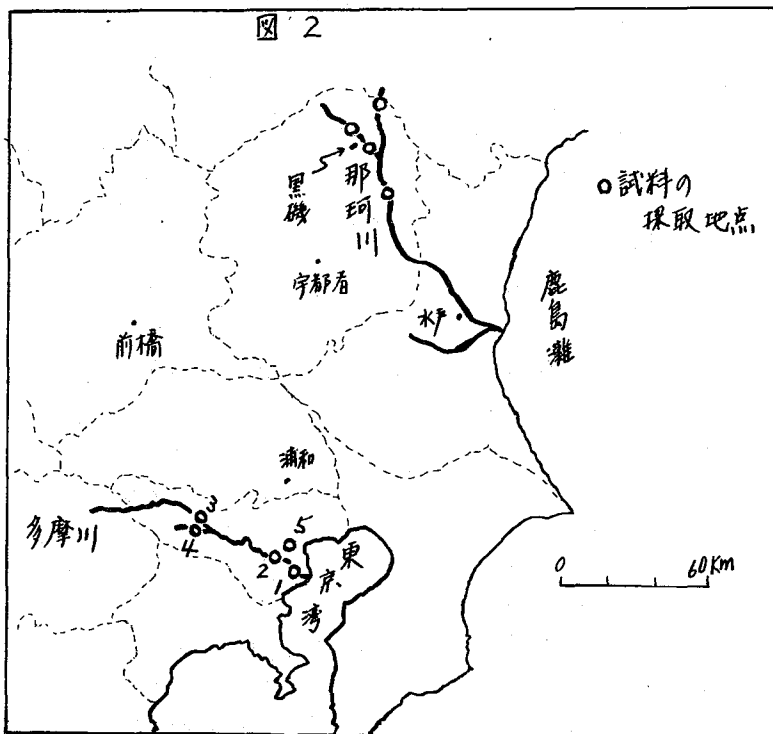 図 2
黒磯
那珂川
○ 試料の
採取地点
宇都宮
水戸
鹿島灘
前橋
浦和
多摩川
3
4
5
2
1
東京湾
0
60Km